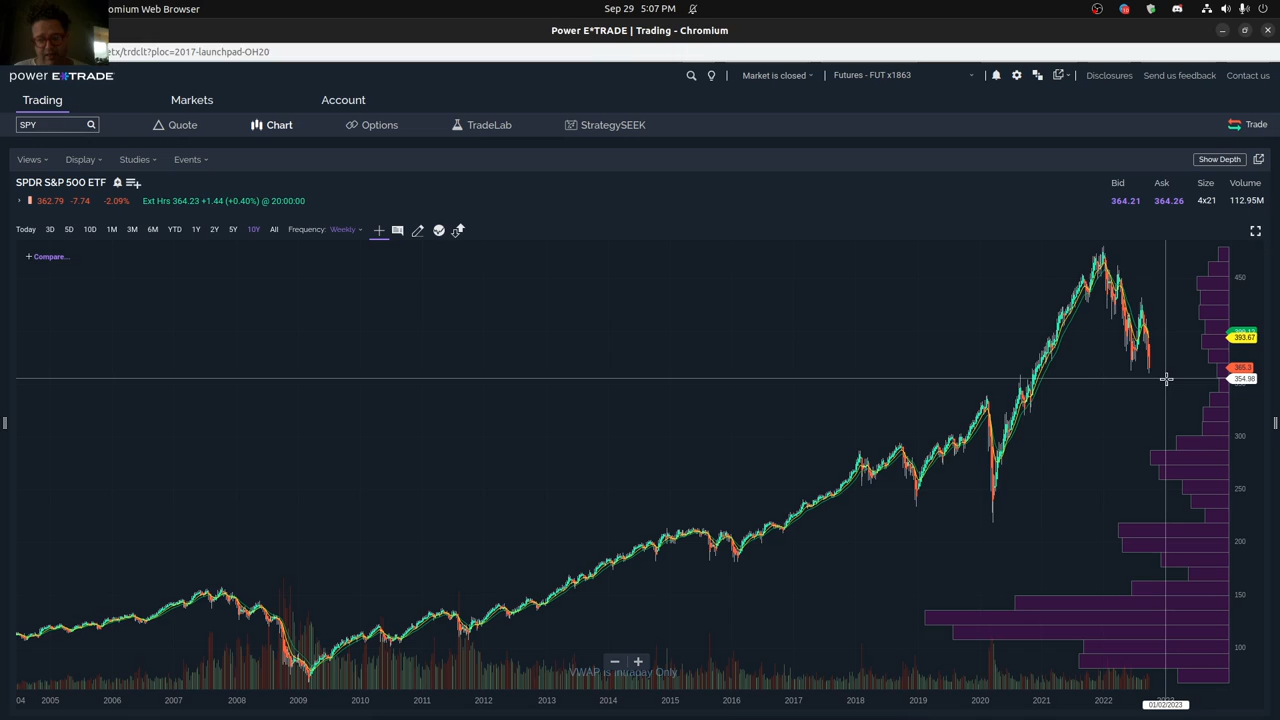 omium Web Browser
Sep 29 5:07 PM
Power E*TRADE | Trading - Chromium
etx/trdclt?ploc=2017-launchpad-OH20
power E*TRADE
Market is closed
Futures - FUT x1863
Disclosures
Send us feedback
Contact us
Trading
Markets
Account
SPY
Quote
Chart
Options
TradeLab
StrategySEEK
Trade
Views
Display
Studies
Events
Show Depth
SPDR S&P 500 ETF
Bid
Ask
Size
Volume
362.79 -7.74 -2.09% Ext Hrs 364.23 +1.44 (+0.40%) @ 20:00:00
364.21
364.26
4x21
112.95M
Today 3D 5D 10D 1M 3M 6M YTD 1Y 2Y 5Y 10Y All Frequency: Weekly
+ Compare...
450
393.67
365.3
354.98
300
250
200
150
100
VWAP is Intraday Only
04 2005 2006 2007 2008 2009 2010 2011 2012 2013 2014 2015 2016 2017 2018 2019 2020 2021 2022
01/02/2023